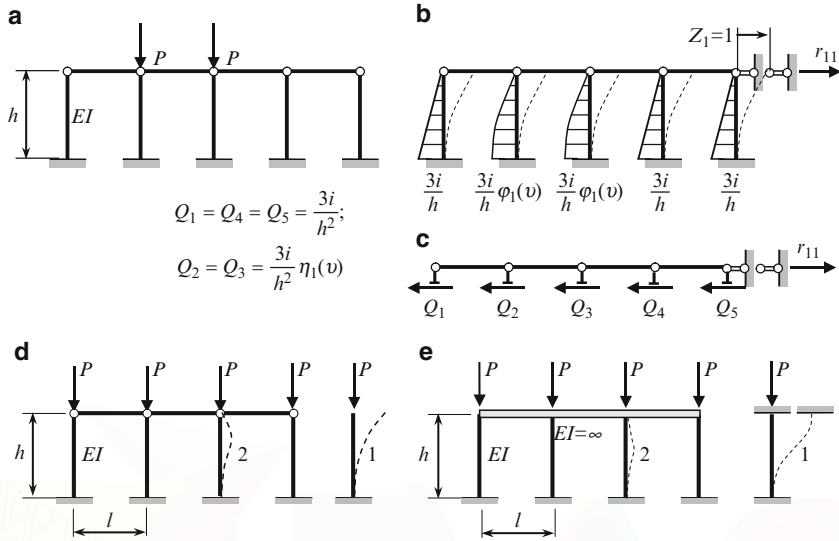 a
P P
h
EI
Q₁ = Q₄ = Q₅ = 3i/h²;
Q₂ = Q₃ = 3i/h² η₁(υ)
b
Z₁=1
r₁₁
3i/h 3i/h φ₁(υ) 3i/h φ₁(υ) 3i/h 3i/h
c
r₁₁
Q₁ Q₂ Q₃ Q₄ Q₅
d
P P P P P
h
EI
2
1
l
e
P P P P P
h
EI
EI=∞
2
1
l